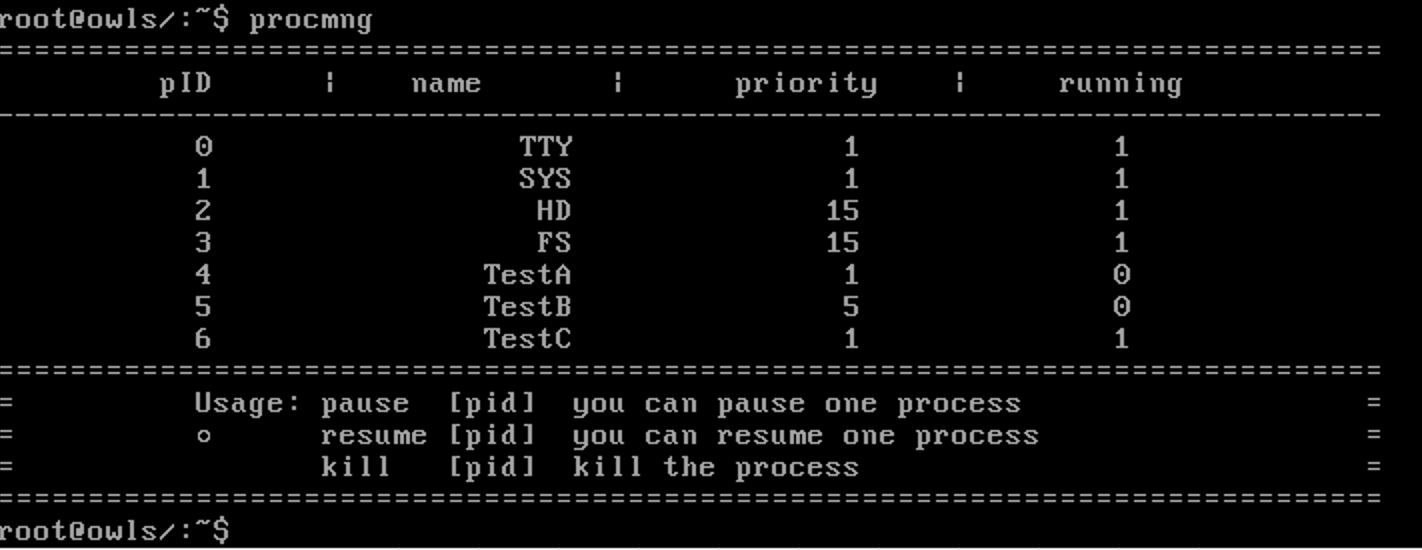 root@owls/:~$ procmng
==============================================================================
pID | name | priority | running
------------------------------------------------------------------------------
0 TTY 1 1
1 SYS 1 1
2 HD 15 1
3 FS 15 1
4 TestA 1 0
5 TestB 5 0
6 TestC 1 1
==============================================================================
= Usage: pause [pid] you can pause one process =
= o resume [pid] you can resume one process =
= kill [pid] kill the process =
==============================================================================
root@owls/:~$